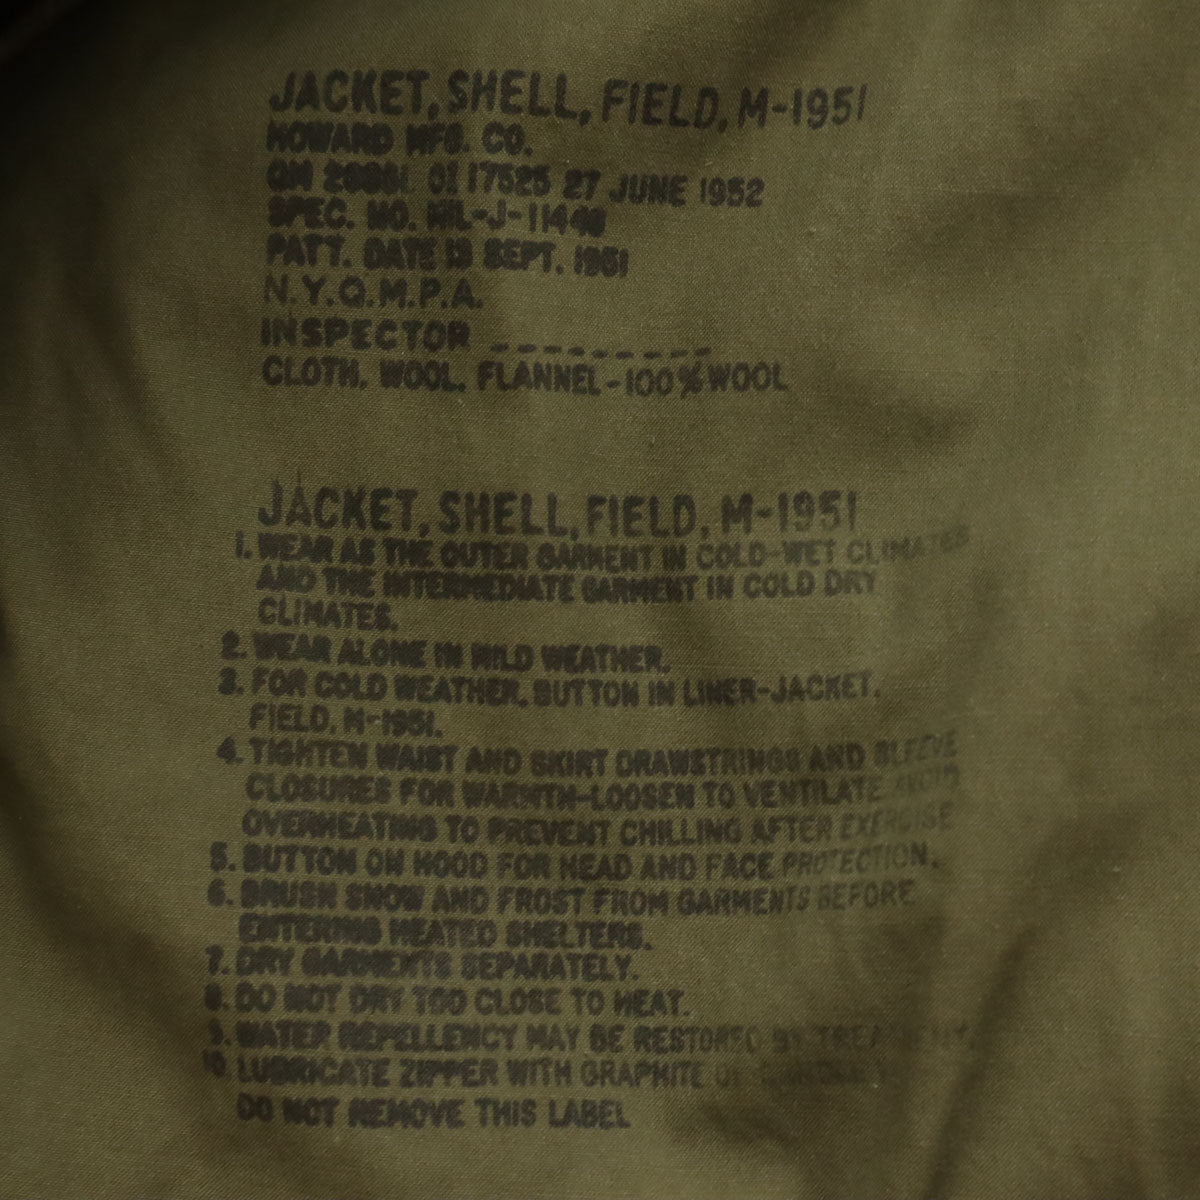 JACKET, SHELL, FIELD, M-1951
HOWARD MFG. CO.
QM OI 17525 27 JUNE 1952
SPEC. NO. MIL-J-11448
PATT. DATE 13 SEPT. 1951
N.Y.Q.M.P.A.
INSPECTOR _ _ _ _ _ _ _ _ _
CLOTH, WOOL, FLANNEL-100% WOOL
JACKET, SHELL, FIELD, M-1951
1. WEAR AS THE OUTER GARMENT IN COLD-WET CLIMATES
AND THE INTERMEDIATE GARMENT IN COLD DRY
CLIMATES.
2. WEAR ALONE IN MILD WEATHER.
3. FOR COLD WEATHER, BUTTON IN LINER-JACKET,
FIELD, M-1951.
4. TIGHTEN WAIST AND SKIRT DRAWSTRINGS AND SLEEVE
CLOSURES FOR WARMTH-LOOSEN TO VENTILATE AVOID
OVERHEATING TO PREVENT CHILLING AFTER EXERCISE
5. BUTTON ON HOOD FOR HEAD AND FACE PROTECTION.
6. BRUSH SNOW AND FROST FROM GARMENTS BEFORE
ENTERING HEATED SHELTERS.
7. DRY GARMENTS SEPARATELY.
8. DO NOT DRY TOO CLOSE TO HEAT.
9. WATER REPELLENCY MAY BE RESTORED BY TREATMENT.
10 LUBRICATE ZIPPER WITH GRAPHITE
DO NOT REMOVE THIS LABEL